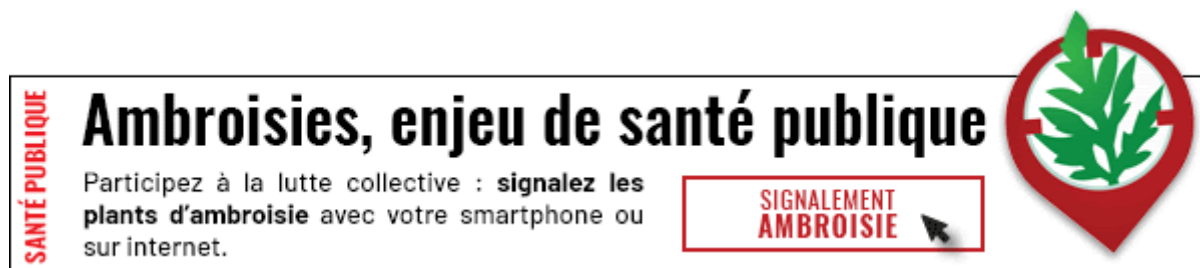 SANTÉ PUBLIQUE
Ambroisies, enjeu de santé publique
Participez à la lutte collective : signalez les
plants d'ambroisie avec votre smartphone ou
sur internet.
SIGNALEMENT
AMBROISIE